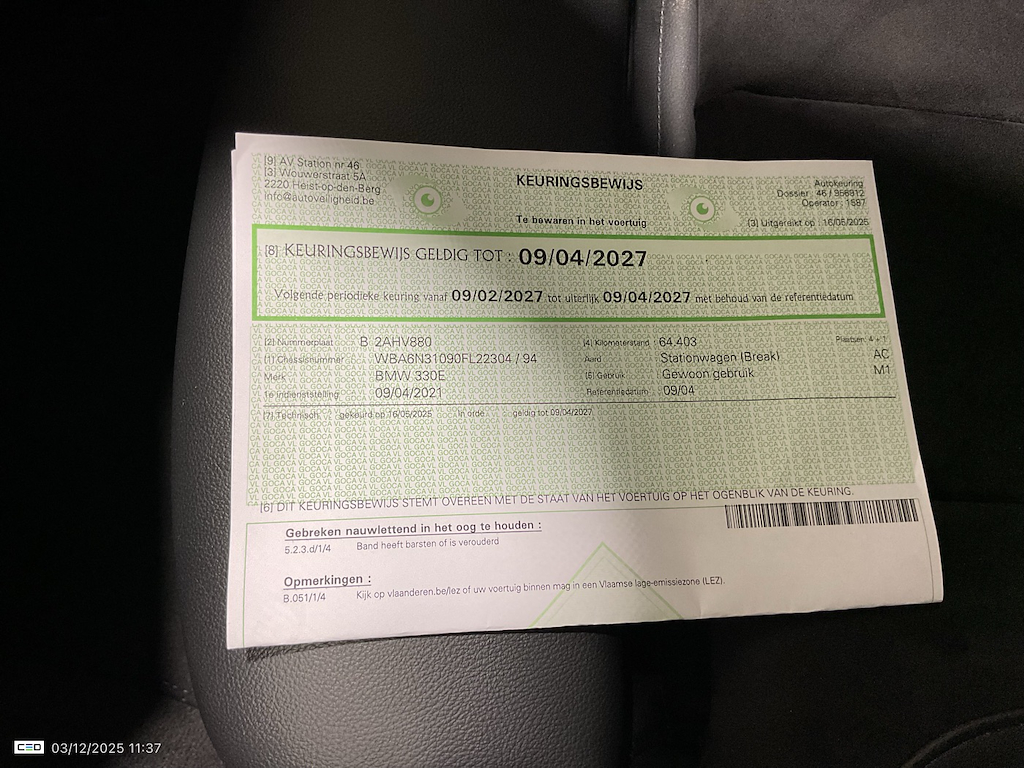 [9] AV Station nr 46
[3] Wouwerstraat 5A
2220 Heist-op-den-Berg
info@autoveiligheid.be
KEURINGSBEWIJS
Te bewaren in het voertuig
Autokeuring
Dossier : 46 / 956812
Operator : 1587
[3] Uitgereikt op : 16/05/2025
[8] KEURINGSBEWIJS GELDIG TOT : 09/04/2027
Volgende periodieke keuring vanaf 09/02/2027 tot uiterlijk 09/04/2027 met behoud van de referentiedatum
[2] Nummerplaat B 2AHV880 [4] Kilometerstand : 64.403 Plaatsen: 4 + 1
[1] Chassisnummer WBA6N31090FL22304 / 94 Aard : Stationwagen (Break) AC
Merk BMW 330E [5] Gebruik : Gewoon gebruik M1
1e indienststelling 09/04/2021 Referentiedatum : 09/04
[7] Technisch gekeurd op 16/05/2025 In orde geldig tot 09/04/2027
[6] DIT KEURINGSBEWIJS STEMT OVEREEN MET DE STAAT VAN HET VOERTUIG OP HET OGENBLIK VAN DE KEURING.
Gebreken nauwlettend in het oog te houden :
5.2.3.d/1/4 Band heeft barsten of is verouderd
Opmerkingen :
B.051/1/4 Kijk op vlaanderen.be/lez of uw voertuig binnen mag in een Vlaamse lage-emissiezone (LEZ).
03/12/2025 11:37